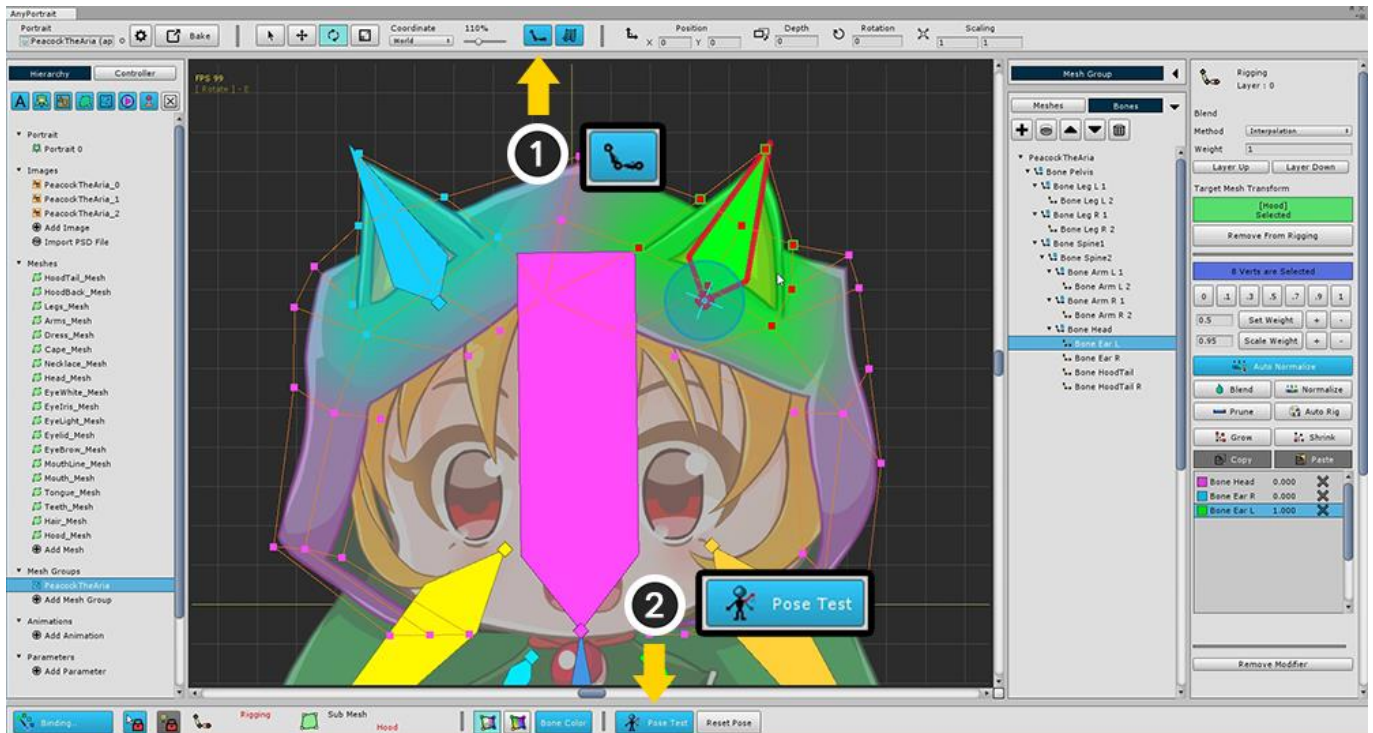 AnyPortrait
Portrait
PeacockTheAria (ap
Bake
Coordinate
World
110%
Position
X 0 Y 0
Depth
0
Rotation
0
Scaling
1 1
Hierarchy Controller
Portrait
Portrait 0
Images
PeacockTheAria_0
PeacockTheAria_1
PeacockTheAria_2
Add Image
Import PSD File
Meshes
HoodTail_Mesh
HoodBack_Mesh
Legs_Mesh
Arms_Mesh
Dress_Mesh
Cape_Mesh
Necklace_Mesh
Head_Mesh
EyeWhite_Mesh
EyeIris_Mesh
EyeLight_Mesh
Eyelid_Mesh
EyeBrow_Mesh
MouthLine_Mesh
Mouth_Mesh
Tongue_Mesh
Teeth_Mesh
Hair_Mesh
Hood_Mesh
Add Mesh
Mesh Groups
PeacockTheAria
Add Mesh Group
Animations
Add Animation
Parameters
Add Parameter
FPS 99
[ Rotate ] - E
1
2
Pose Test
Mesh Group
Meshes Bones
PeacockTheAria
Bone Pelvis
Bone Leg L 1
Bone Leg L 2
Bone Leg R 1
Bone Leg R 2
Bone Spine1
Bone Spine2
Bone Arm L 1
Bone Arm L 2
Bone Arm R 1
Bone Arm R 2
Bone Head
Bone Ear L
Bone Ear R
Bone HoodTail
Bone HoodTail R
Rigging
Layer : 0
Blend
Method Interpolation
Weight 1
Layer Up Layer Down
Target Mesh Transform
[Hood]
Selected
Remove From Rigging
8 Verts are Selected
0 .1 .3 .5 .7 .9 1
0.5 Set Weight + -
0.95 Scale Weight + -
Auto Normalize
Blend Normalize
Prune Auto Rig
Grow Shrink
Copy Paste
Bone Head 0.000
Bone Ear R 0.000
Bone Ear L 1.000
Remove Modifier
Binding..
Rigging
Sub Mesh
Hood
Bone Color
Pose Test
Reset Pose